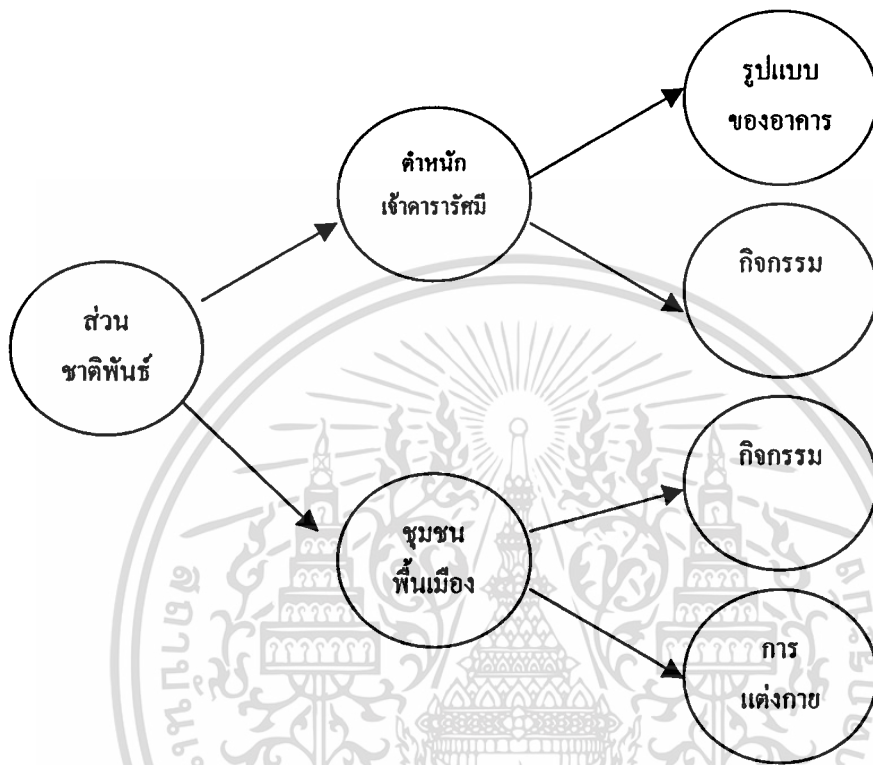 ส่วน
ชาติพันธ์
ตำหนัก
เจ้าดารารัศมี
ชุมชน
พื้นเมือง
รูปแบบ
ของอาคาร
กิจกรรม
กิจกรรม
การ
แต่งกาย